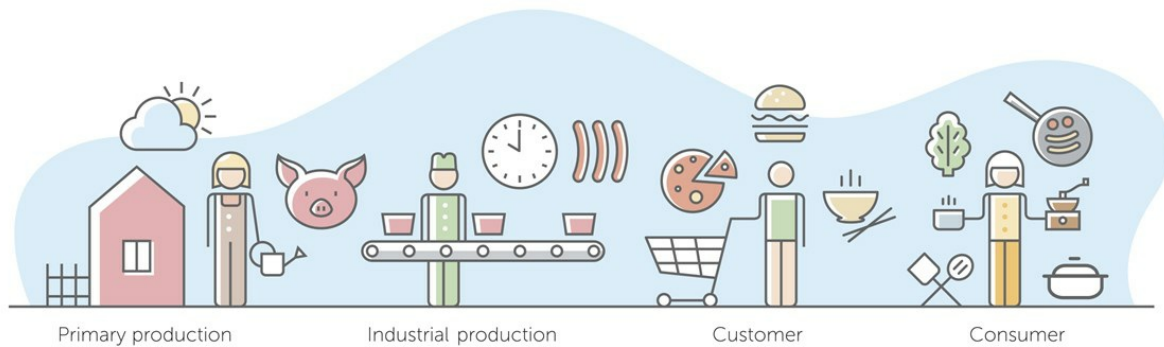 Primary production
Industrial production
Customer
Consumer